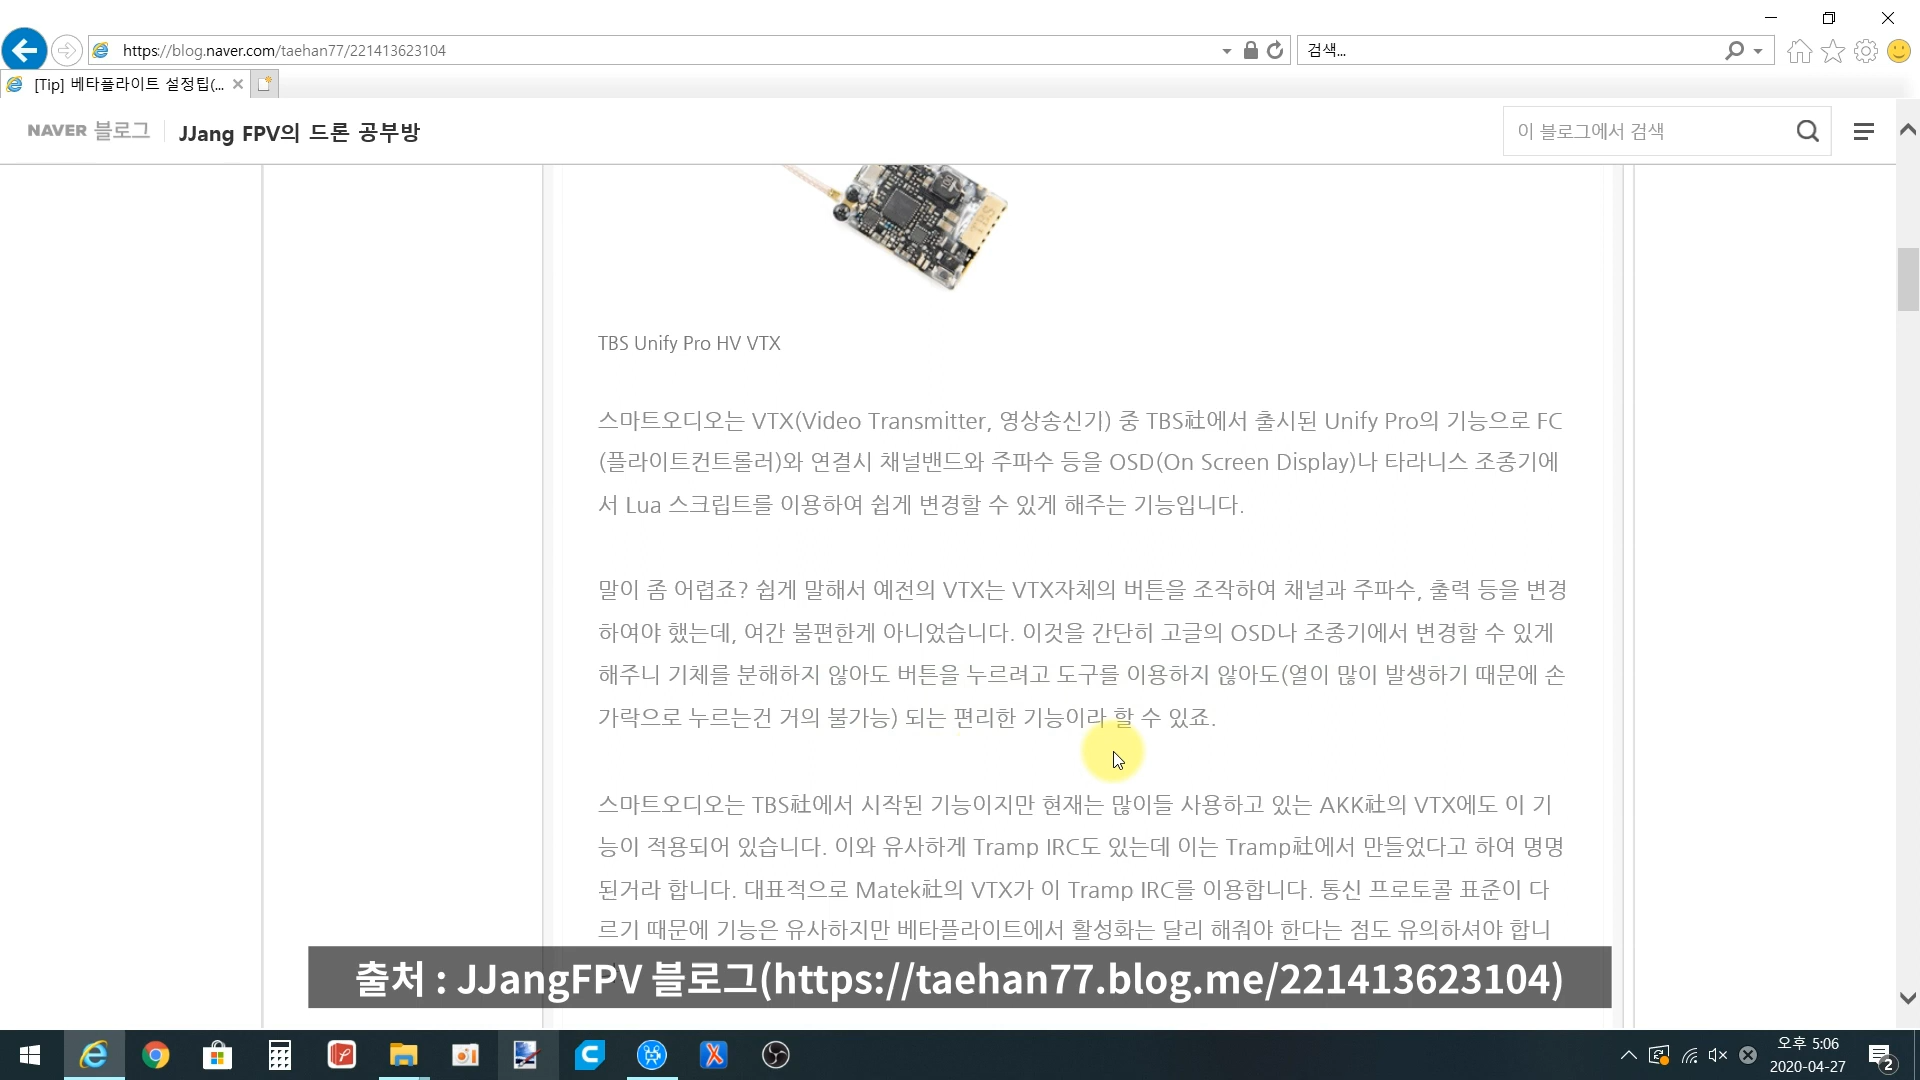 https://blog.naver.com/taehan77/221413623104
검색...
[Tip] 베타플라이트 설정팁(...
NAVER 블로그
JJang FPV의 드론 공부방
이 블로그에서 검색
TBS Unify Pro HV VTX
스마트오디오는 VTX(Video Transmitter, 영상송신기) 중 TBS社에서 출시된 Unify Pro의 기능으로 FC
(플라이트컨트롤러)와 연결시 채널밴드와 주파수 등을 OSD(On Screen Display)나 타라니스 조종기에
서 Lua 스크립트를 이용하여 쉽게 변경할 수 있게 해주는 기능입니다.
말이 좀 어렵죠? 쉽게 말해서 예전의 VTX는 VTX자체의 버튼을 조작하여 채널과 주파수, 출력 등을 변경
하여야 했는데, 여간 불편한게 아니었습니다. 이것을 간단히 고글의 OSD나 조종기에서 변경할 수 있게
해주니 기체를 분해하지 않아도 버튼을 누르려고 도구를 이용하지 않아도(열이 많이 발생하기 때문에 손
가락으로 누르는건 거의 불가능) 되는 편리한 기능이라 할 수 있죠.
스마트오디오는 TBS社에서 시작된 기능이지만 현재는 많이들 사용하고 있는 AKK社의 VTX에도 이 기
능이 적용되어 있습니다. 이와 유사하게 Tramp IRC도 있는데 이는 Tramp社에서 만들었다고 하여 명명
된거라 합니다. 대표적으로 Matek社의 VTX가 이 Tramp IRC를 이용합니다. 통신 프로토콜 표준이 다
르기 때문에 기능은 유사하지만 베타플라이트에서 활성화는 달리 해줘야 한다는 점도 유의하셔야 합니
출처 : JJangFPV 블로그(https://taehan77.blog.me/221413623104)
오후 5:06
2020-04-27
2